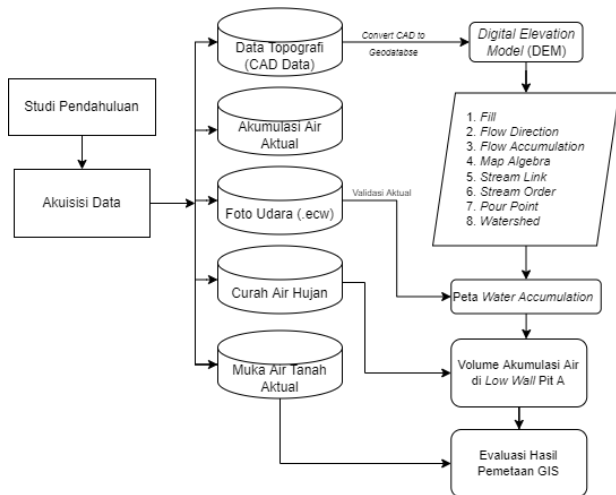 Studi Pendahuluan
Akuisisi Data
Data Topografi
(CAD Data)
Akumulasi Air
Aktual
Foto Udara (.ecw)
Curah Air Hujan
Muka Air Tanah
Aktual
Convert CAD to
Geodatabse
Validasi Aktual
Digital Elevation
Model (DEM)
1. Fill
2. Flow Direction
3. Flow Accumulation
4. Map Algebra
5. Stream Link
6. Stream Order
7. Pour Point
8. Watershed
Peta Water Accumulation
Volume Akumulasi Air
di Low Wall Pit A
Evaluasi Hasil
Pemetaan GIS